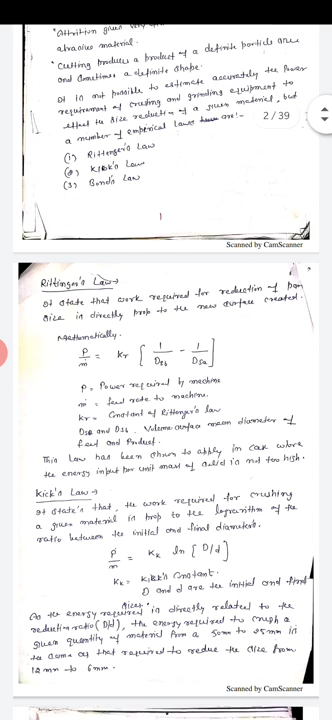 • Attrition gives very
abrasive material.
• Cutting produces a product of a definite particle size
and sometimes a definite shape.
It is not possible to estimate accurately the power
requirement of crushing and grinding equipment to
effect the size reduction of a given material, but
a number of empirical laws have are:-
2 / 39
(1) Rittenger's Law
(2) Kick's Law
(3) Bond's Law
1
Scanned by CamScanner
Rittinger's Law →
It state that work required for reduction of
size is directly prop to the new surface created.
Mathematically.
P/ṁ = Kr [ 1/Dsb - 1/Dsa ]
P = Power required by machine
ṁ = feed rate to machine.
Kr = Constant of Rittenger's law
Dsa and Dsb. Volume surface mean diameter of
feed and Product.
This law has been shown to apply in case where
the energy input per unit mass of solid is not too high.
Kick's Law →
It state's that, the work required for crushing
a given material is prop to the logarithm of the
ratio between the initial and final diameters.
P/ṁ = Kk ln [ D/d ]
Kk = Kick's Constant.
D and d are the initial and final
sizes.
As the energy required is directly related to the
reduction ratio (D/d), the energy required to crush a
given quantity of material from a 50mm to 25mm is
the same as that required to reduce the size from
12mm to 6mm.
Scanned by CamScanner